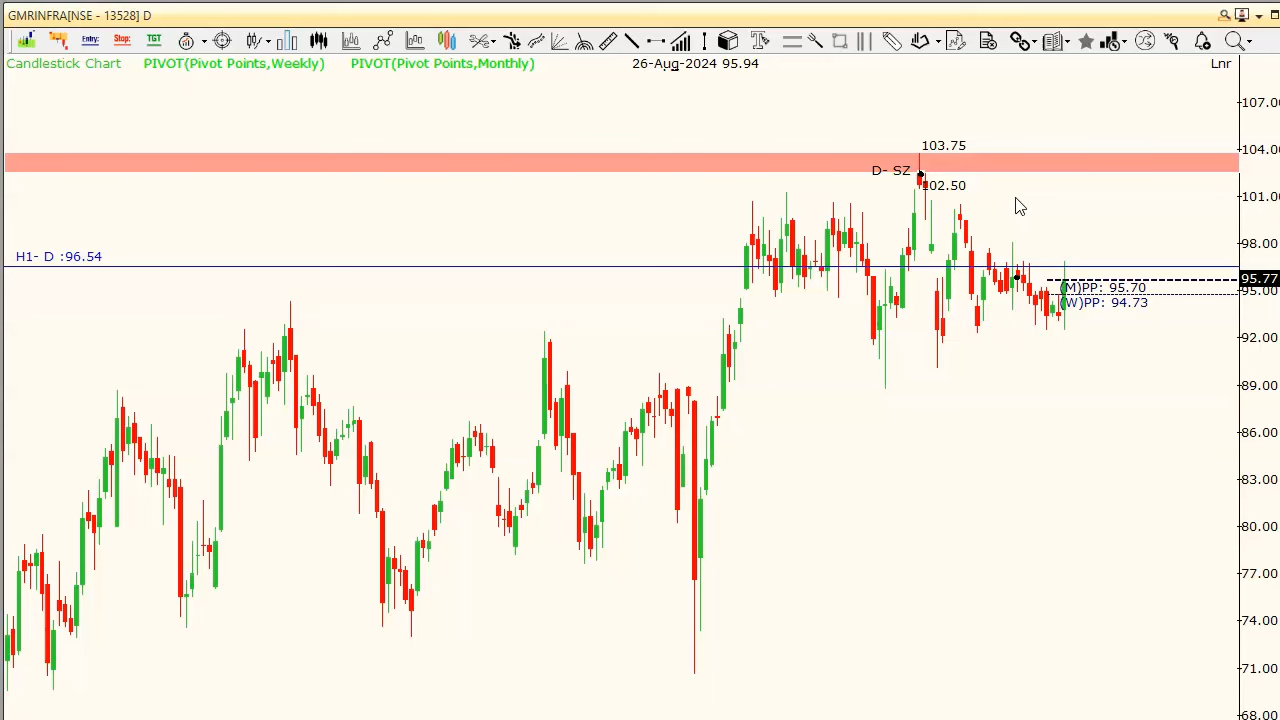 GMRINFRA[NSE - 13528] D
Entry: Stop: TGT
Candlestick Chart PIVOT(Pivot Points,Weekly) PIVOT(Pivot Points,Monthly) 26-Aug-2024 95.94 Lnr
107.00
103.75
104.00
D- SZ
102.50
101.00
98.00
H1- D :96.54
95.77
(M)PP: 95.70
95.00
(W)PP: 94.73
92.00
89.00
86.00
83.00
80.00
77.00
74.00
71.00
68.00